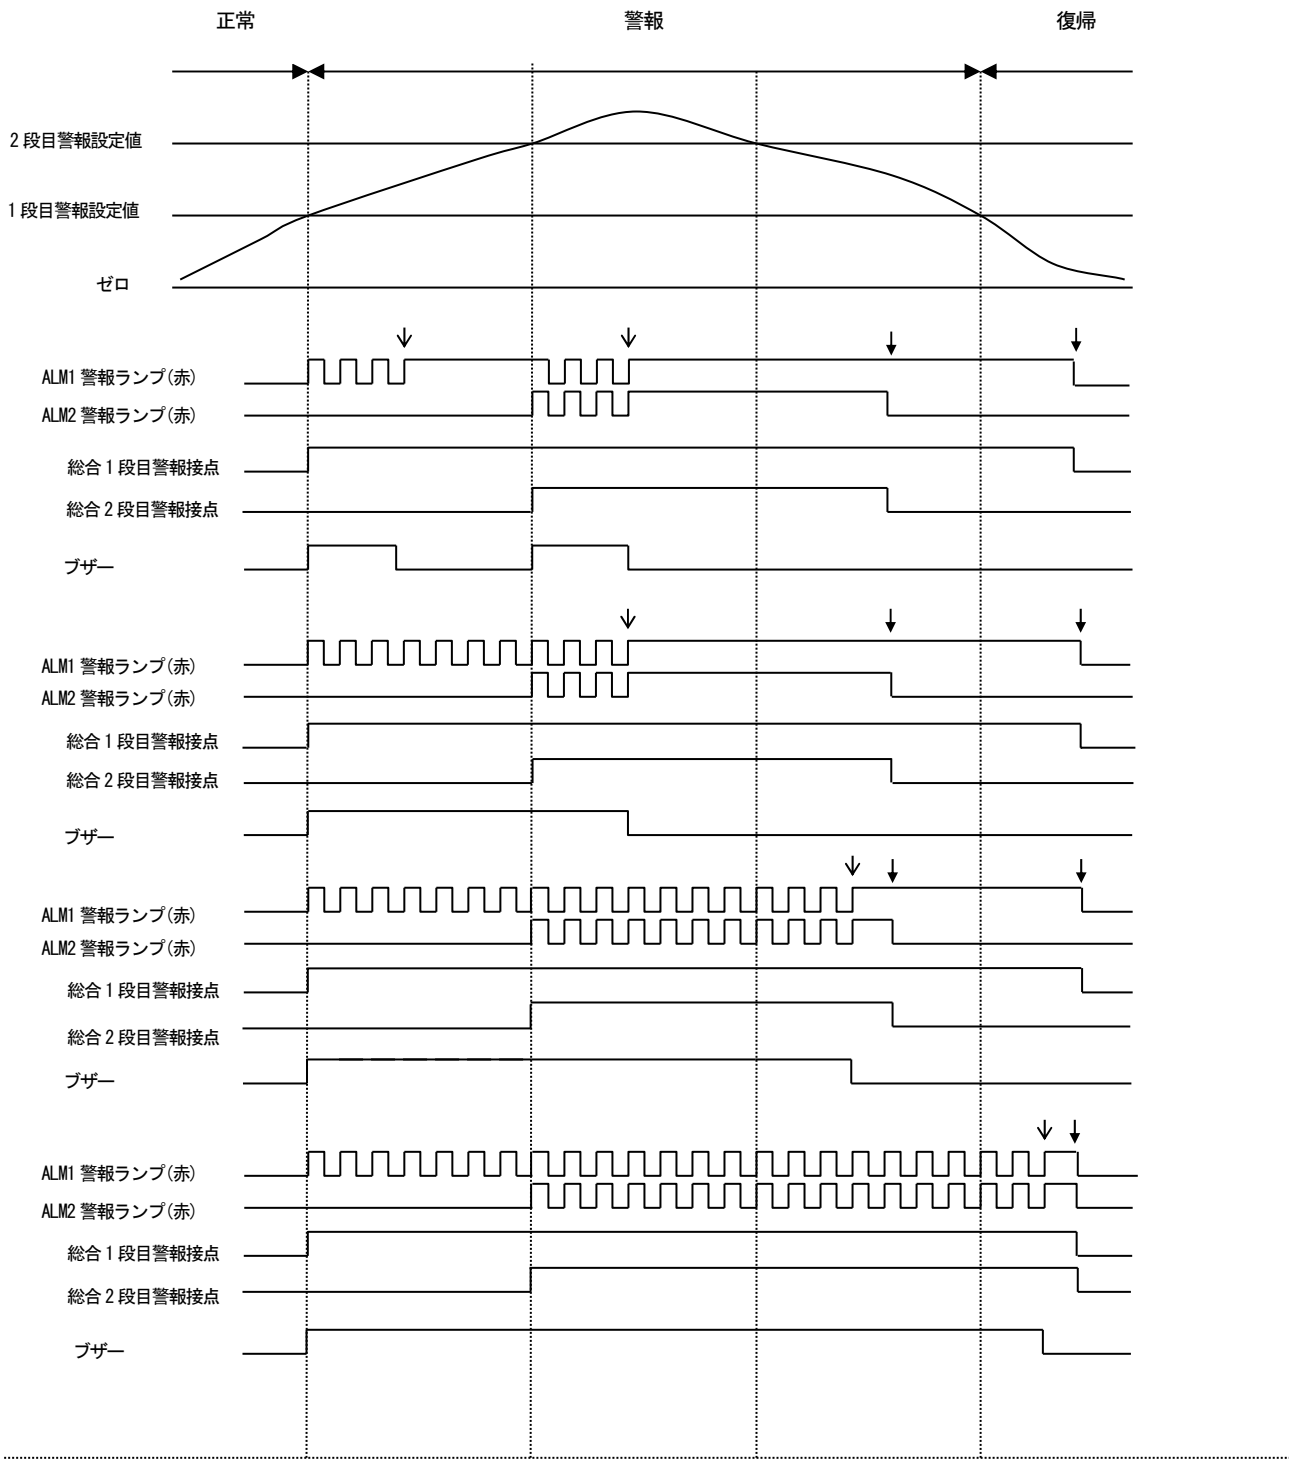 正常
警報
復帰
2段目警報設定値
1段目警報設定値
ゼロ
ALM1 警報ランプ(赤)
ALM2 警報ランプ(赤)
総合1段目警報接点
総合2段目警報接点
ブザー
ALM1 警報ランプ(赤)
ALM2 警報ランプ(赤)
総合1段目警報接点
総合2段目警報接点
ブザー
ALM1 警報ランプ(赤)
ALM2 警報ランプ(赤)
総合1段目警報接点
総合2段目警報接点
ブザー
ALM1 警報ランプ(赤)
ALM2 警報ランプ(赤)
総合1段目警報接点
総合2段目警報接点
ブザー